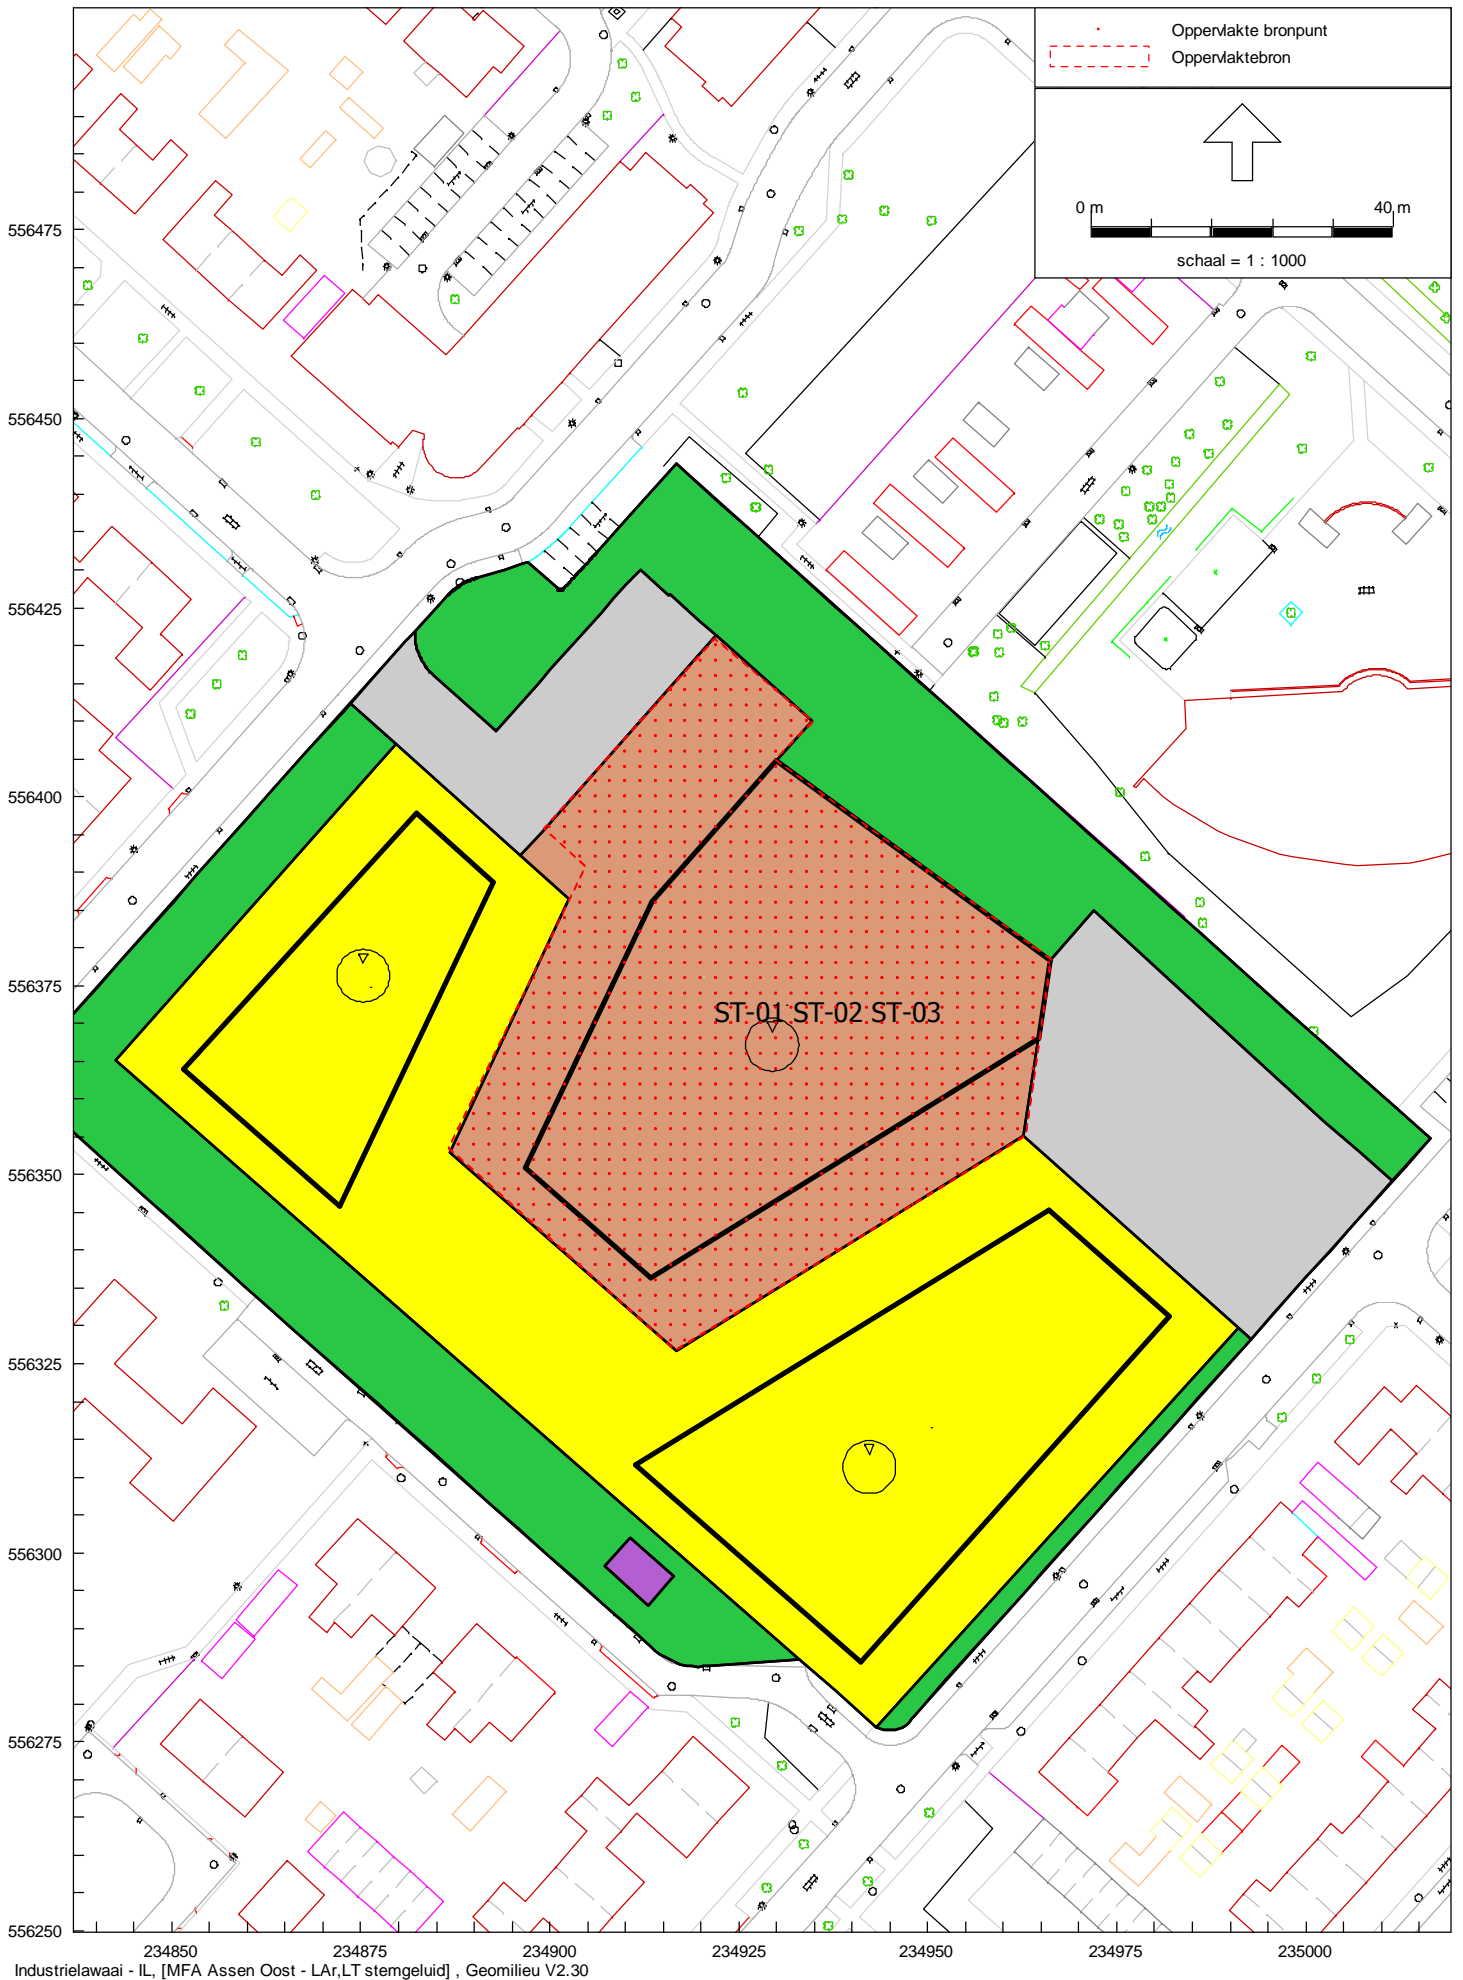 Oppervlakte bronpunt
Oppervlaktebron
0 m
40 m
schaal = 1 : 1000
556475
556450
556425
556400
556375
556350
556325
556300
556275
556250
ST-01 ST-02 ST-03
234850
234875
234900
234925
234950
234975
235000
Industrielawaai - IL, [MFA Assen Oost - LAr,LT stemgeluid] , Geomilieu V2.30